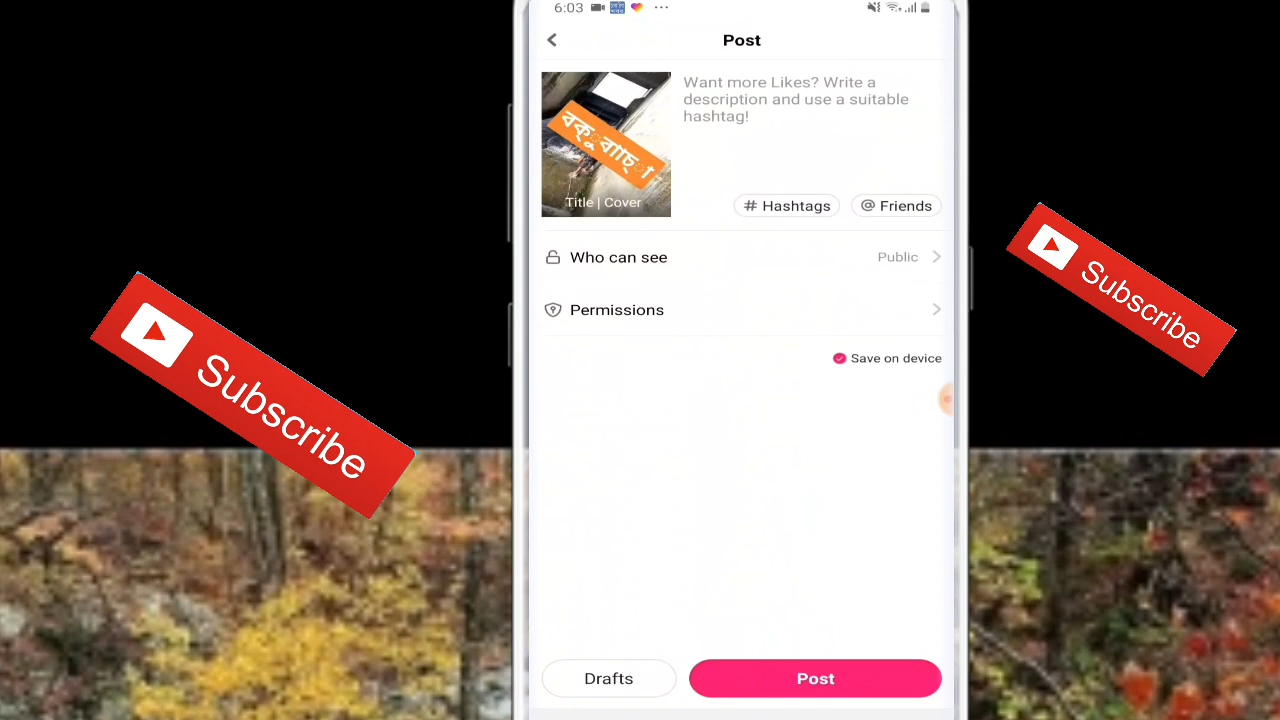 6:03
Post
Want more Likes? Write a
description and use a suitable
hashtag!
Title | Cover
# Hashtags
@ Friends
Who can see
Public
Permissions
Save on device
Subscribe
Subscribe
Drafts
Post